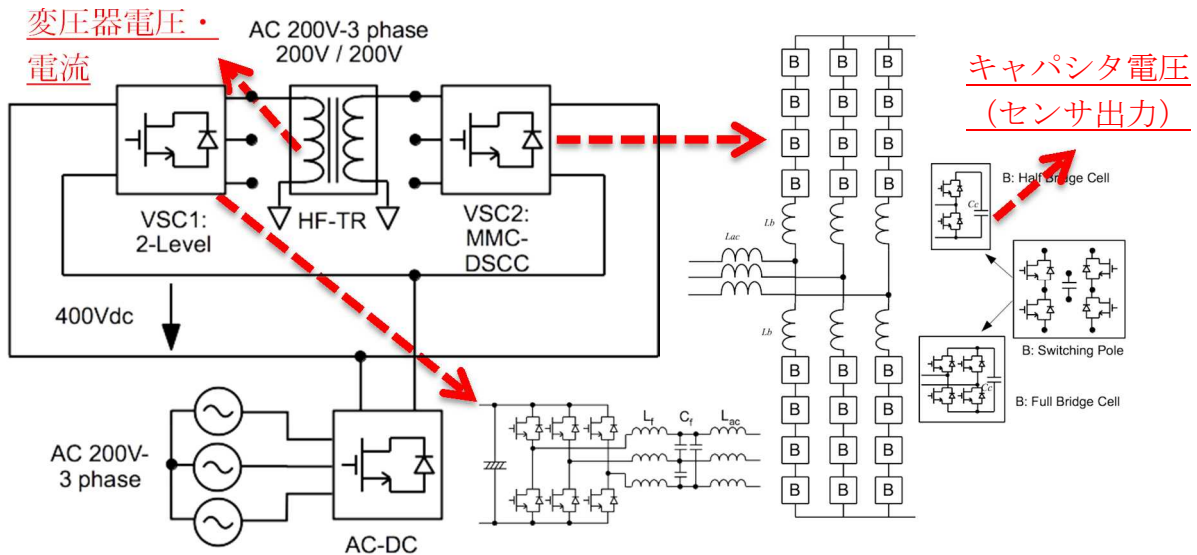 変圧器電圧・
電流
AC 200V-3 phase
200V / 200V
VSC1:
2-Level
HF-TR
VSC2:
MMC-
DSCC
400Vdc
AC 200V-
3 phase
AC-DC
Lf
Cf
Lac
B B B
B B B
B B B
B B B
Lb
Lac
Lb
B B B
B B B
B B B
B B B
B B B
キャパシタ電圧
（センサ出力）
B: Half Bridge Cell
Cc
B: Switching Pole
Cc
B: Full Bridge Cell